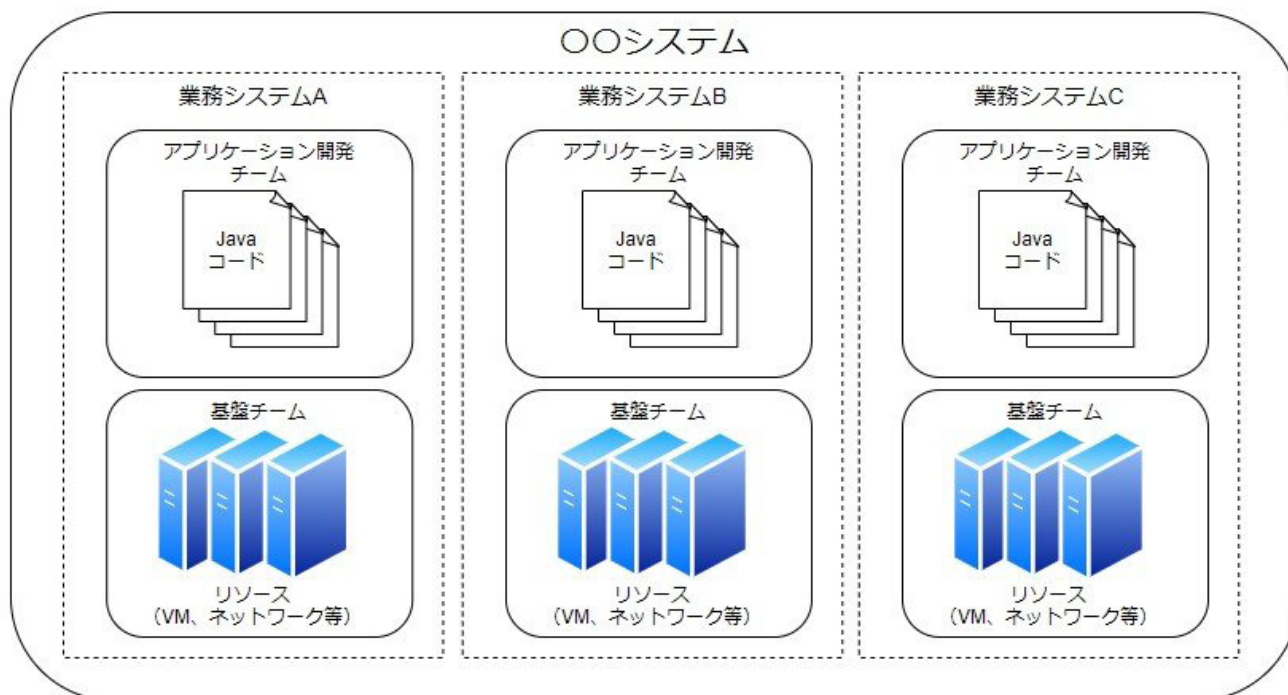 〇〇システム
業務システムA
アプリケーション開発
チーム
Java
コード
基盤チーム
リソース
（VM、ネットワーク等）
業務システムB
アプリケーション開発
チーム
Java
コード
基盤チーム
リソース
（VM、ネットワーク等）
業務システムC
アプリケーション開発
チーム
Java
コード
基盤チーム
リソース
（VM、ネットワーク等）